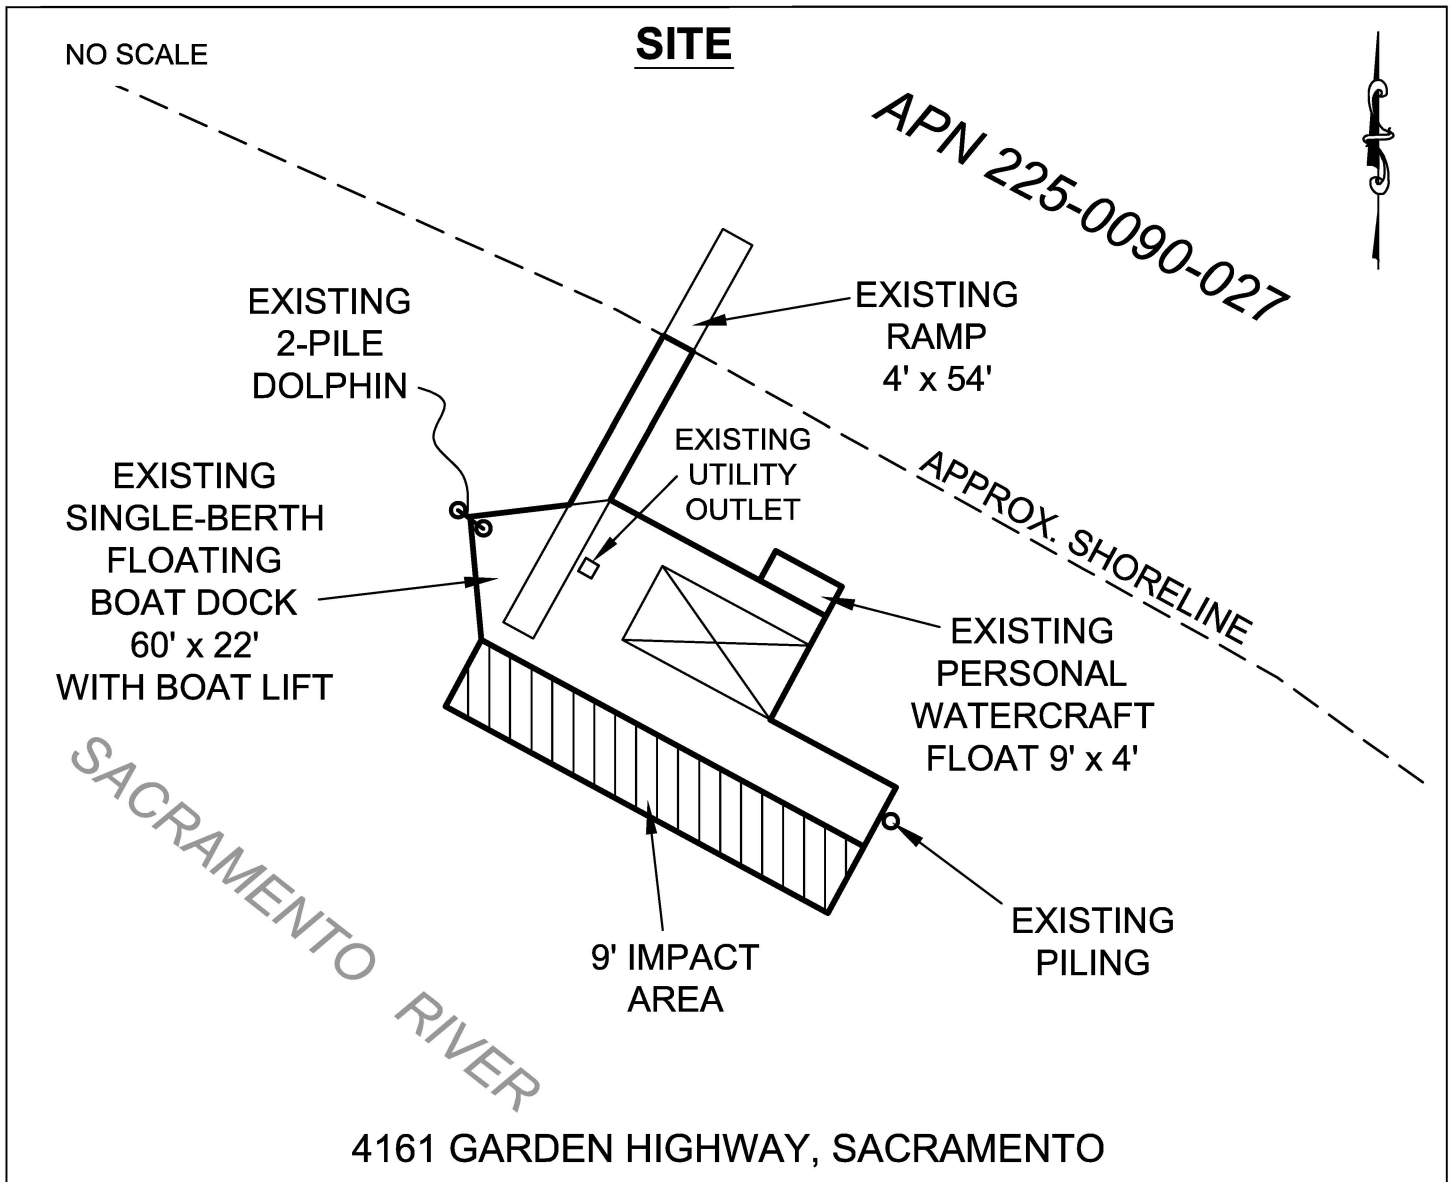 SITE
NO SCALE
APN 225-0090-027
EXISTING
2-PILE
DOLPHIN
EXISTING
RAMP
4' x 54'
EXISTING
UTILITY
OUTLET
EXISTING
SINGLE-BERTH
FLOATING
BOAT DOCK
60' x 22'
WITH BOAT LIFT
APPROX. SHORELINE
EXISTING
PERSONAL
WATERCRAFT
FLOAT 9' x 4'
SACRAMENTO RIVER
9' IMPACT
AREA
EXISTING
PILING
4161 GARDEN HIGHWAY, SACRAMENTO